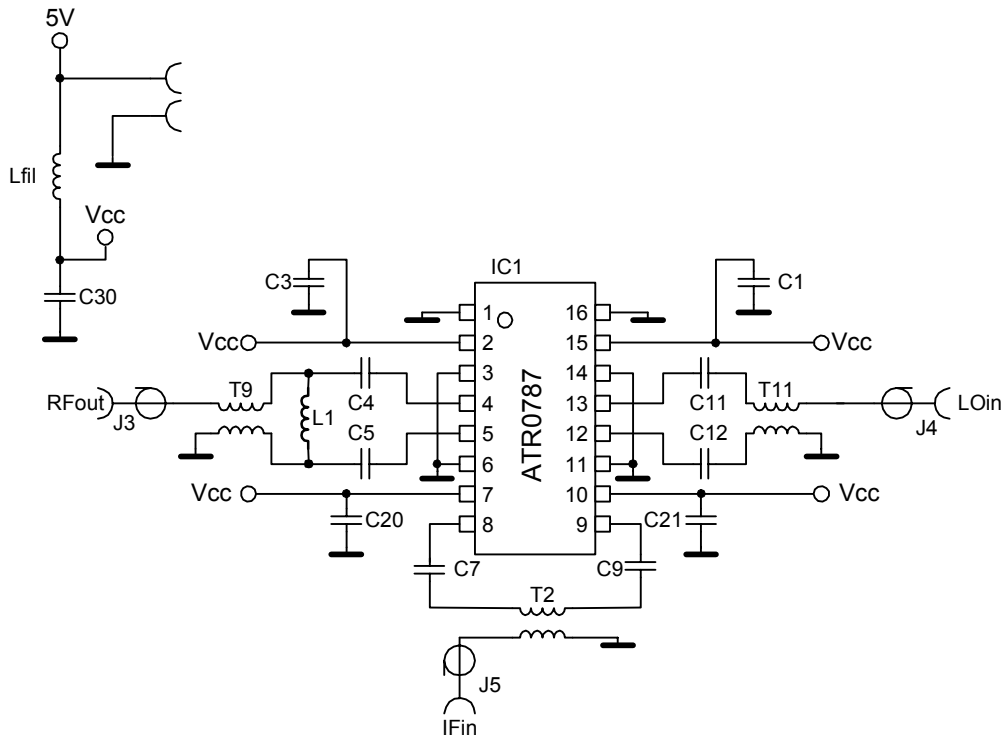 5V
Lfil
Vcc
C30
C3
IC1
C1
1
16
Vcc
2
15
Vcc
T9
3
14
T11
RFout
J3
L1
C4
4
13
C11
J4
LOin
C5
5
12
C12
6
11
ATR0787
Vcc
7
10
Vcc
C20
8
9
C21
C7
C9
T2
J5
IFin